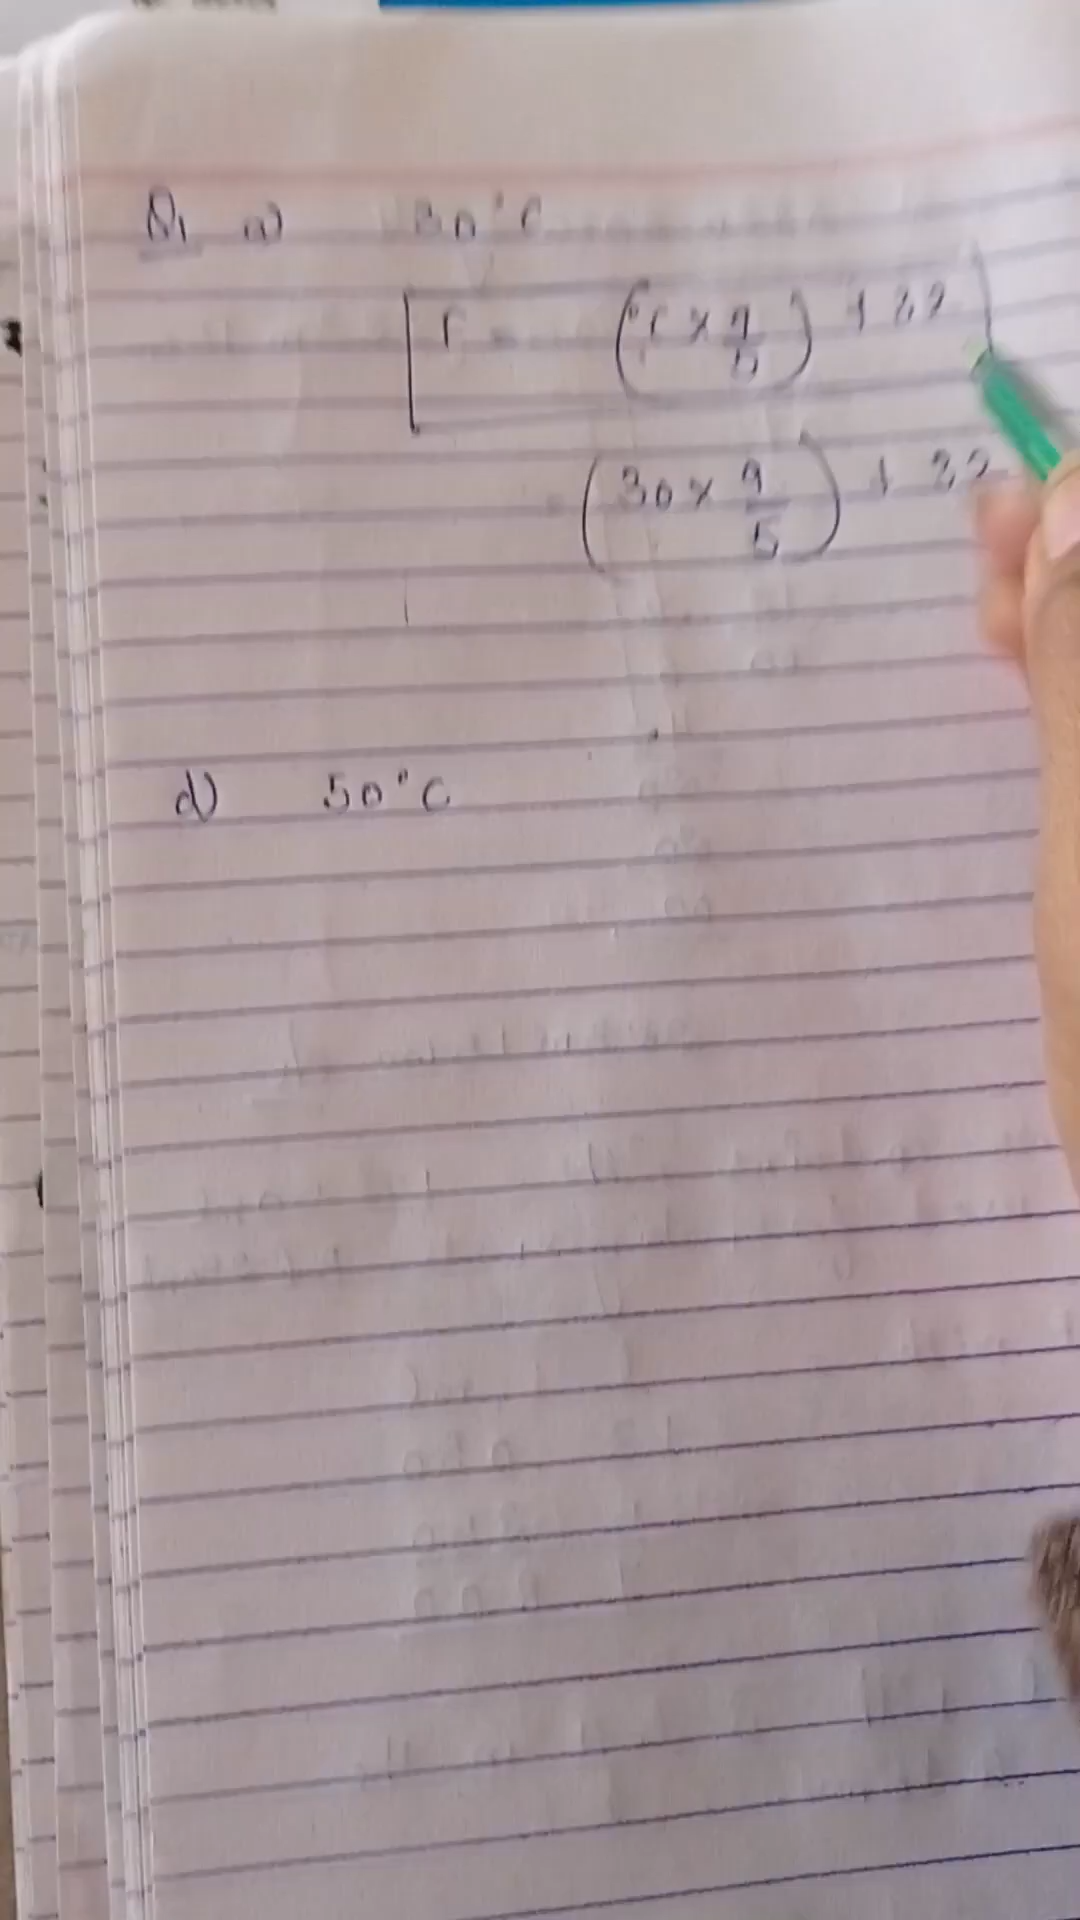 Q1 a) 30°C
F = (°C × 9/5) + 32
(30 × 9/5) + 32
d) 50°C